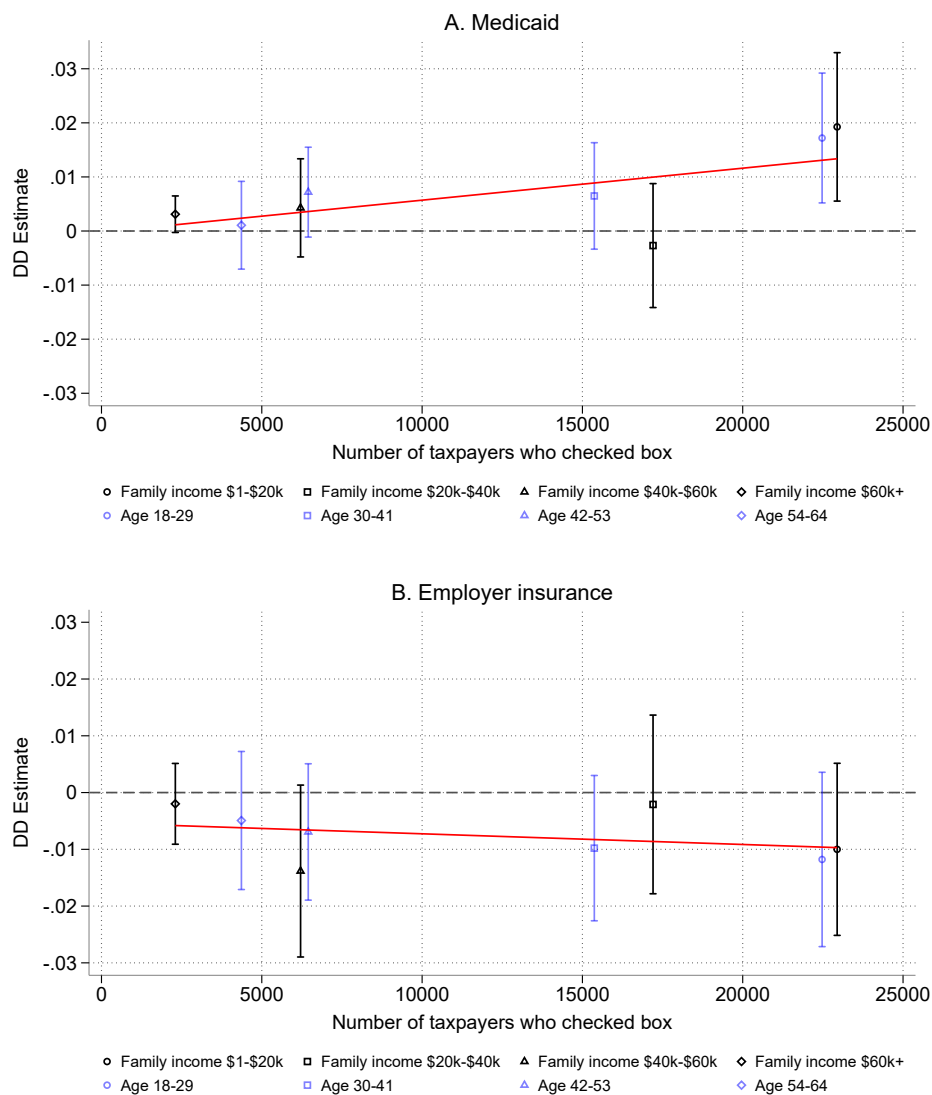 A. Medicaid
.03
.02
.01
0
-.01
-.02
-.03
DD Estimate
0 5000 10000 15000 20000 25000
Number of taxpayers who checked box
Family income $1-$20k Family income $20k-$40k Family income $40k-$60k Family income $60k+
Age 18-29 Age 30-41 Age 42-53 Age 54-64
B. Employer insurance
.03
.02
.01
0
-.01
-.02
-.03
DD Estimate
0 5000 10000 15000 20000 25000
Number of taxpayers who checked box
Family income $1-$20k Family income $20k-$40k Family income $40k-$60k Family income $60k+
Age 18-29 Age 30-41 Age 42-53 Age 54-64